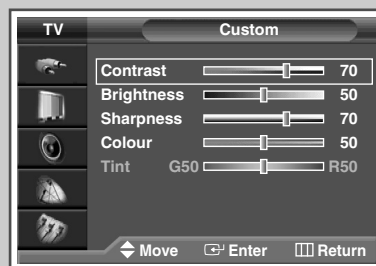 TV Custom
Contrast 70
Brightness 50
Sharpness 70
Colour 50
Tint G50 R50
Move Enter Return